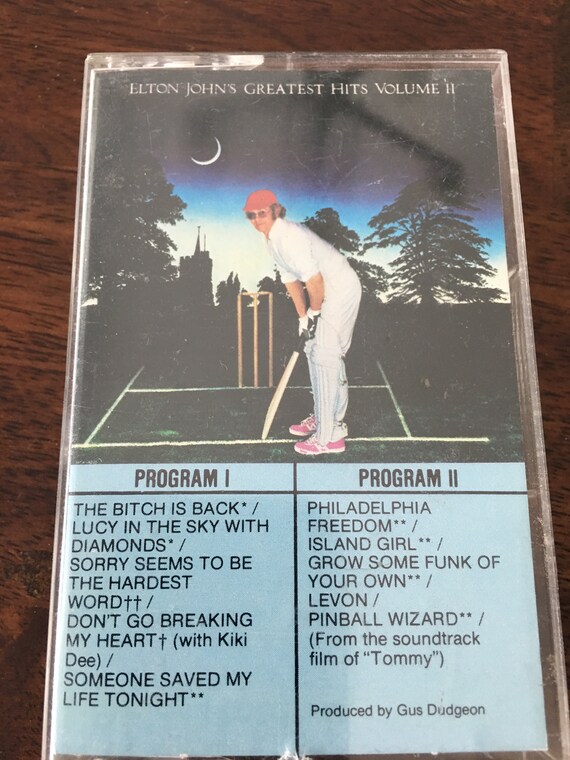 ELTON JOHN'S GREATEST HITS VOLUME II
PROGRAM I
THE BITCH IS BACK* /
LUCY IN THE SKY WITH
DIAMONDS* /
SORRY SEEMS TO BE
THE HARDEST
WORD†† /
DON'T GO BREAKING
MY HEART† (with Kiki
Dee) /
SOMEONE SAVED MY
LIFE TONIGHT**
PROGRAM II
PHILADELPHIA
FREEDOM** /
ISLAND GIRL** /
GROW SOME FUNK OF
YOUR OWN** /
LEVON /
PINBALL WIZARD** /
(From the soundtrack
film of "Tommy")
Produced by Gus Dudgeon